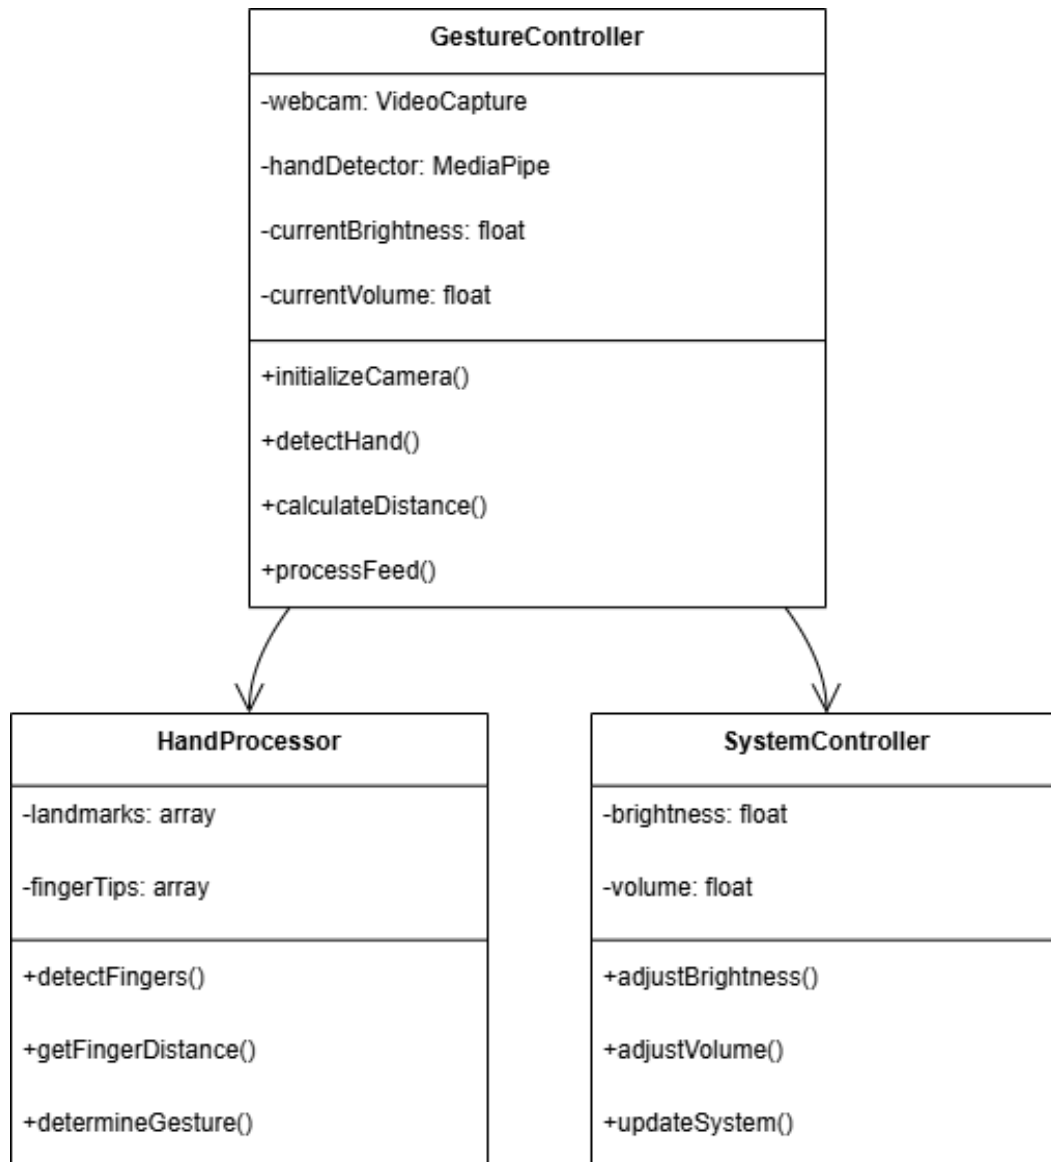 GestureController
-webcam: VideoCapture
-handDetector: MediaPipe
-currentBrightness: float
-currentVolume: float
+initializeCamera()
+detectHand()
+calculateDistance()
+processFeed()
HandProcessor
-landmarks: array
-fingerTips: array
+detectFingers()
+getFingerDistance()
+determineGesture()
SystemController
-brightness: float
-volume: float
+adjustBrightness()
+adjustVolume()
+updateSystem()